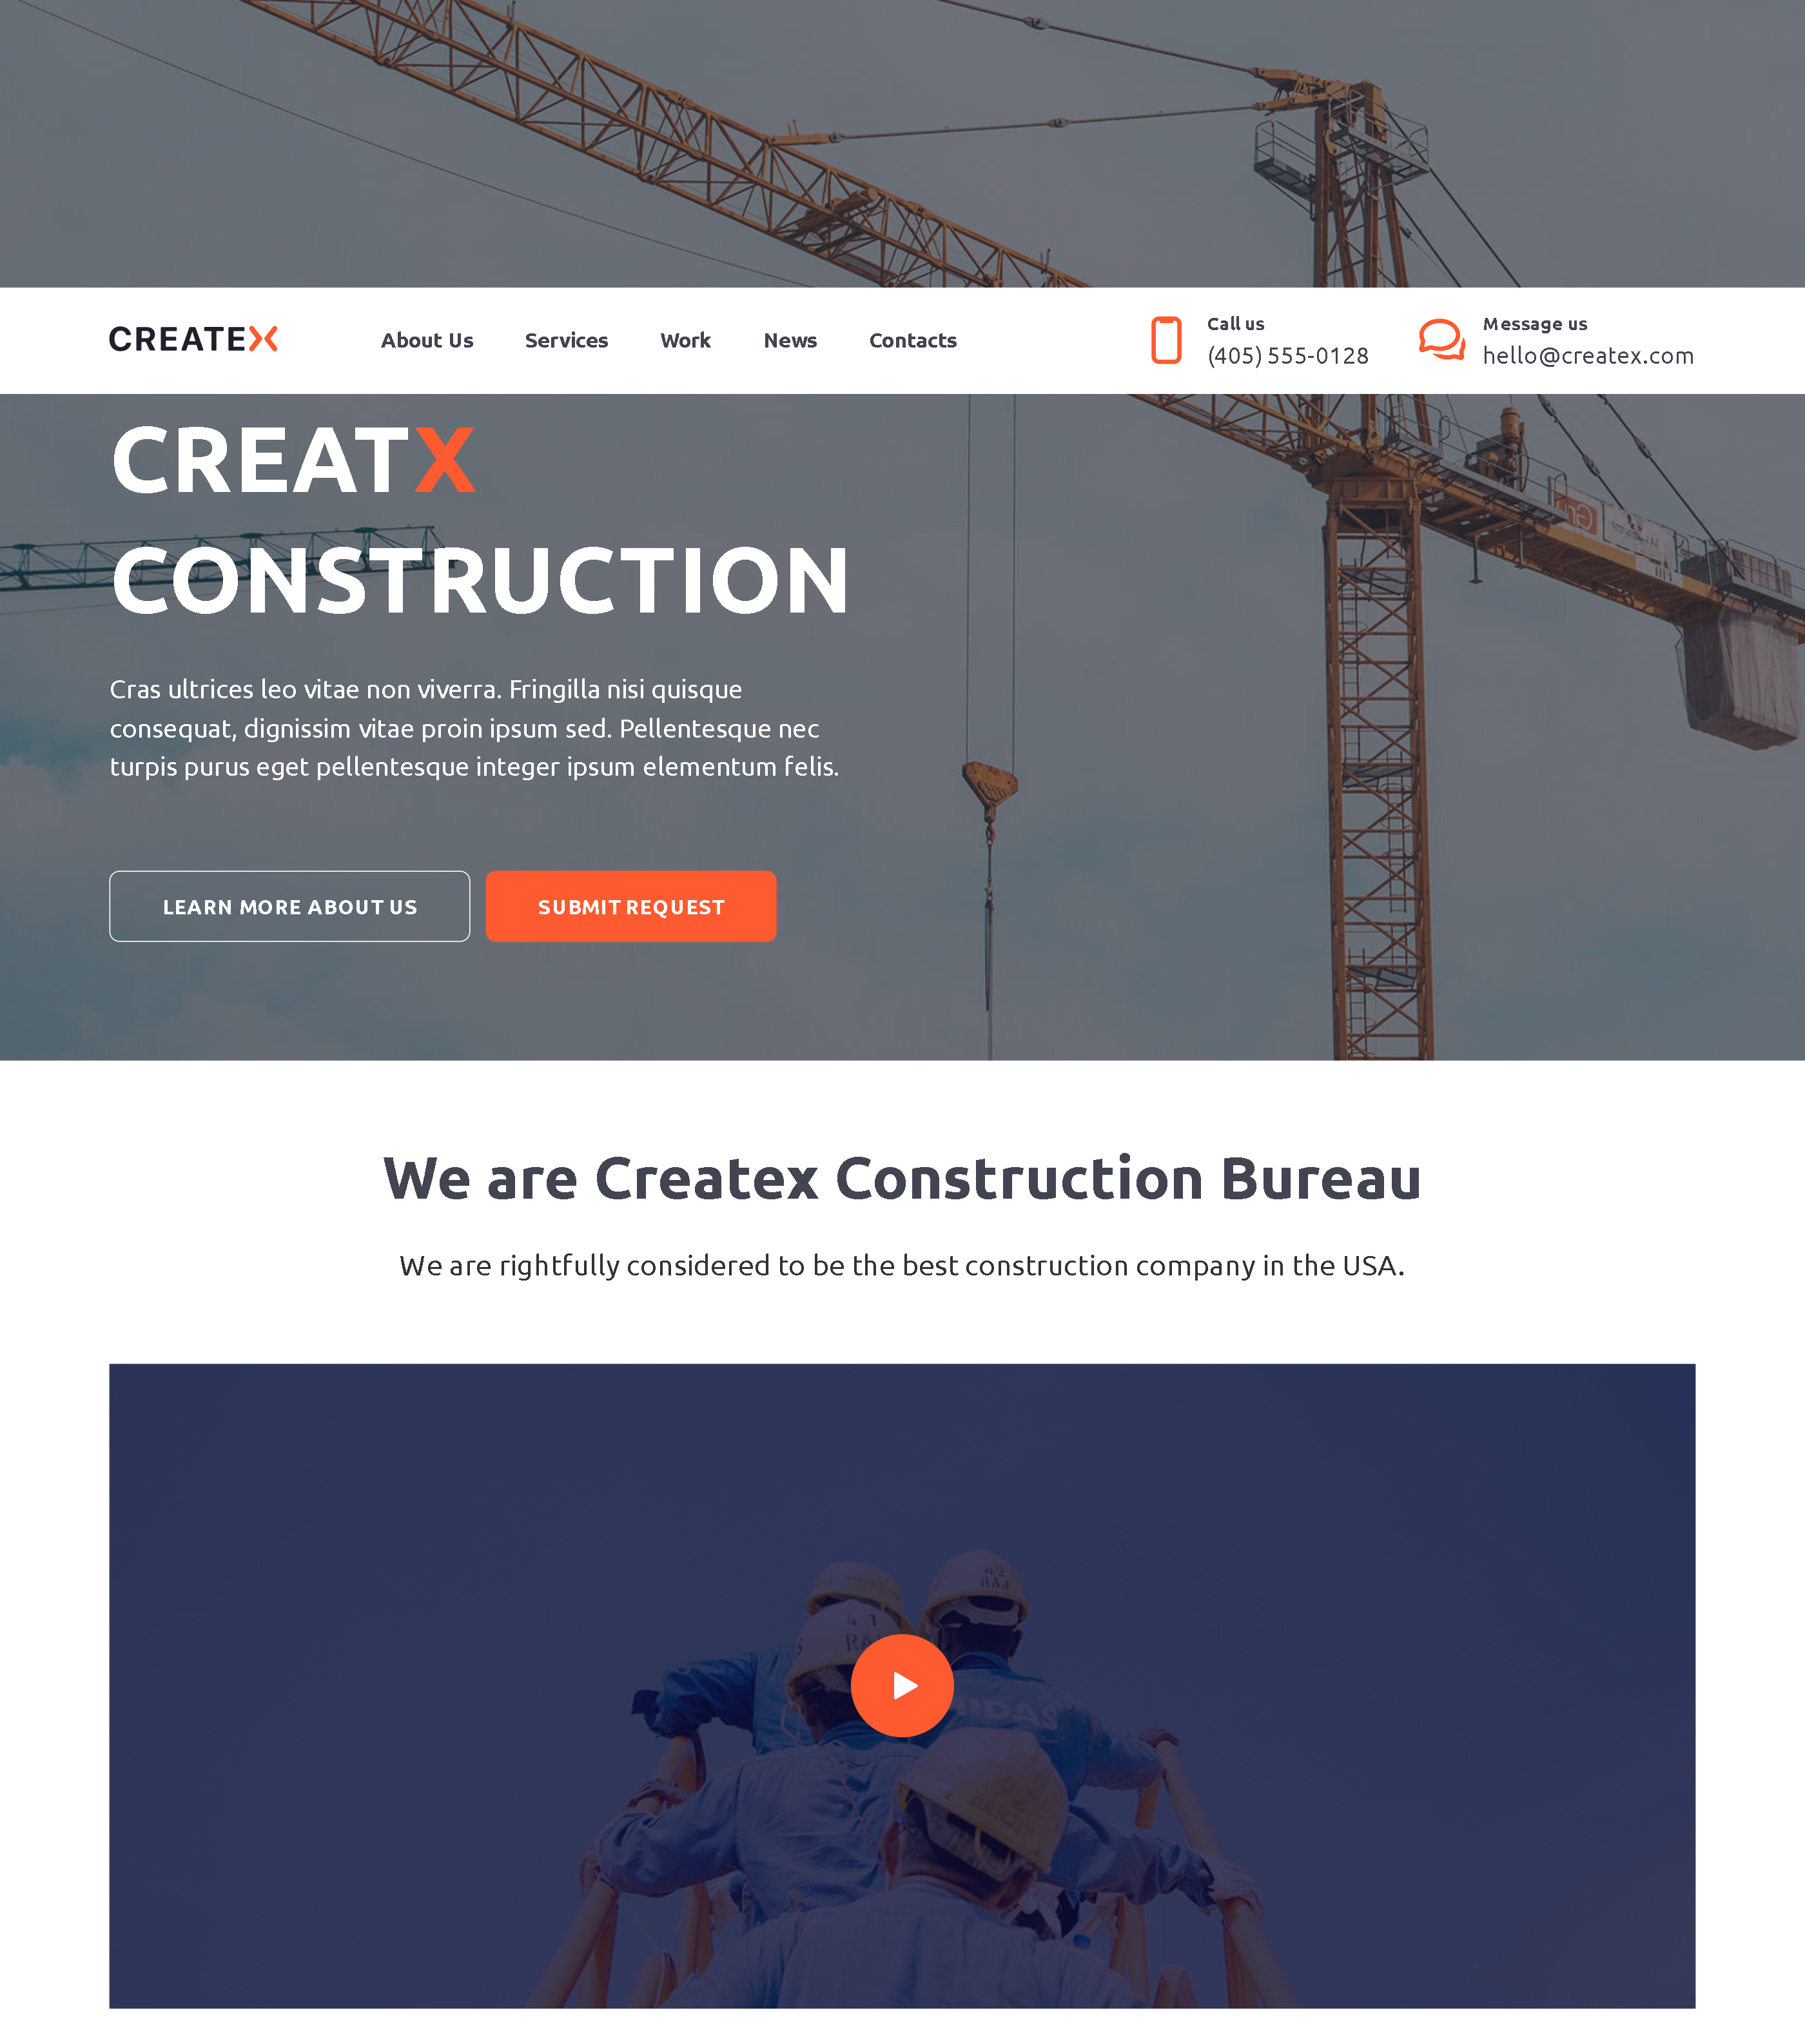 CREATEX
About Us Services Work News Contacts
Call us
(405) 555-0128
Message us
hello@createx.com
CREATX
CONSTRUCTION
Cras ultrices leo vitae non viverra. Fringilla nisi quisque
consequat, dignissim vitae proin ipsum sed. Pellentesque nec
turpis purus eget pellentesque integer ipsum elementum felis.
LEARN MORE ABOUT US
SUBMIT REQUEST
We are Createx Construction Bureau
We are rightfully considered to be the best construction company in the USA.
MIDAS